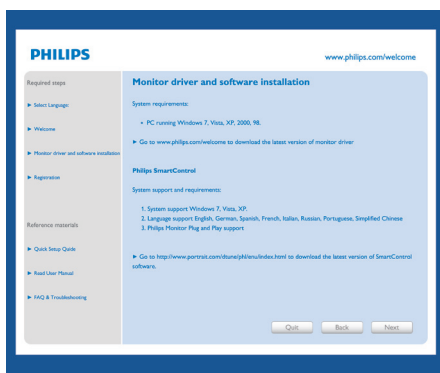 PHILIPS
www.philips.com/welcome
Required steps
► Select Language
► Welcome
► Monitor driver and software installation
► Registration
Reference materials
► Quick Setup Quide
► Read User Manual
► FAQ & Troubleshooting
Monitor driver and software installation
System requirements:
• PC running Windows 7, Vista, XP, 2000, 98.
► Go to www.philips.com/welcome to download the latest version of monitor driver
Philips SmartControl
System support and requirements:
1. System support Windows 7, Vista, XP.
2. Language support English, German, Spanish, French, Italian, Russian, Portuguese, Simplified Chinese
3. Philips Monitor Plug and Play support
► Go to http://www.portrait.com/dtune/phl/enu/index.html to download the latest version of SmartControl
software.
Quit
Back
Next